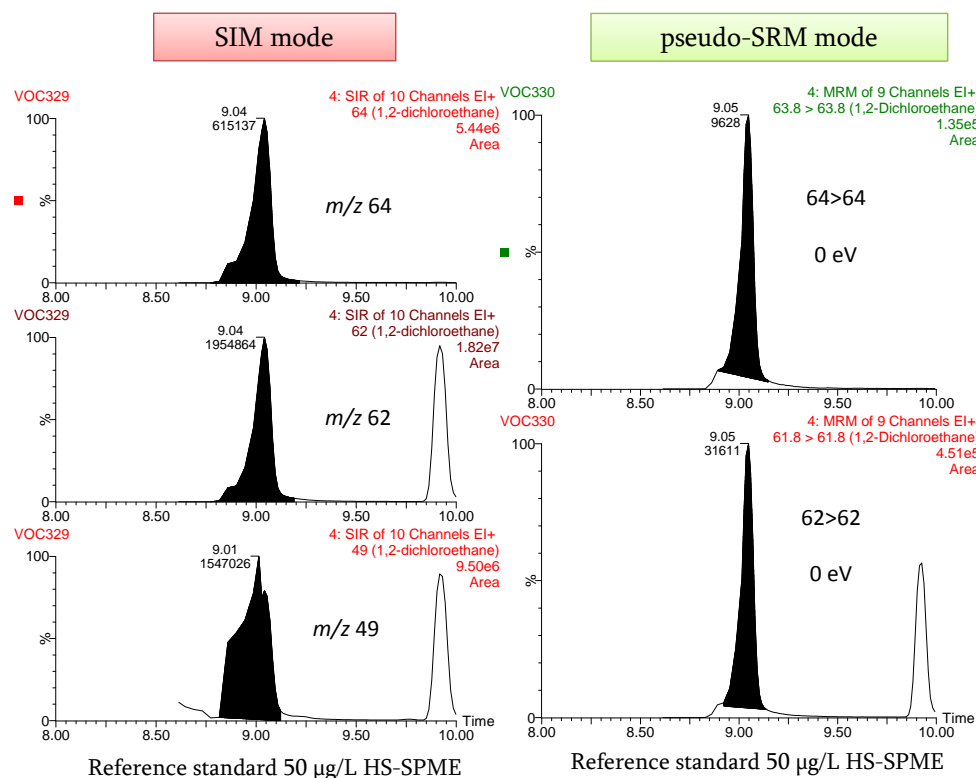 SIM mode
pseudo-SRM mode
VOC329
4: SIR of 10 Channels EI+
64 (1,2-dichloroethane)
5.44e6
Area
9.04
615137
100
%
0
m/z 64
8.00 8.50 9.00 9.50 10.00
VOC329
4: SIR of 10 Channels EI+
62 (1,2-dichloroethane)
1.82e7
Area
9.04
1954864
100
%
0
m/z 62
8.00 8.50 9.00 9.50 10.00
VOC329
4: SIR of 10 Channels EI+
49 (1,2-dichloroethane)
9.50e6
Area
9.01
1547026
100
%
0
m/z 49
Time
8.00 8.50 9.00 9.50 10.00
Reference standard 50 µg/L HS-SPME
VOC330
4: MRM of 9 Channels EI+
63.8 > 63.8 (1,2-Dichloroethane)
1.35e5
Area
9.05
9628
100
%
0
64>64
0 eV
8.00 8.50 9.00 9.50 10.00
VOC330
4: MRM of 9 Channels EI+
61.8 > 61.8 (1,2-Dichloroethane)
4.51e5
Area
9.05
31611
100
%
0
62>62
0 eV
Time
8.00 8.50 9.00 9.50 10.00
Reference standard 50 µg/L HS-SPME